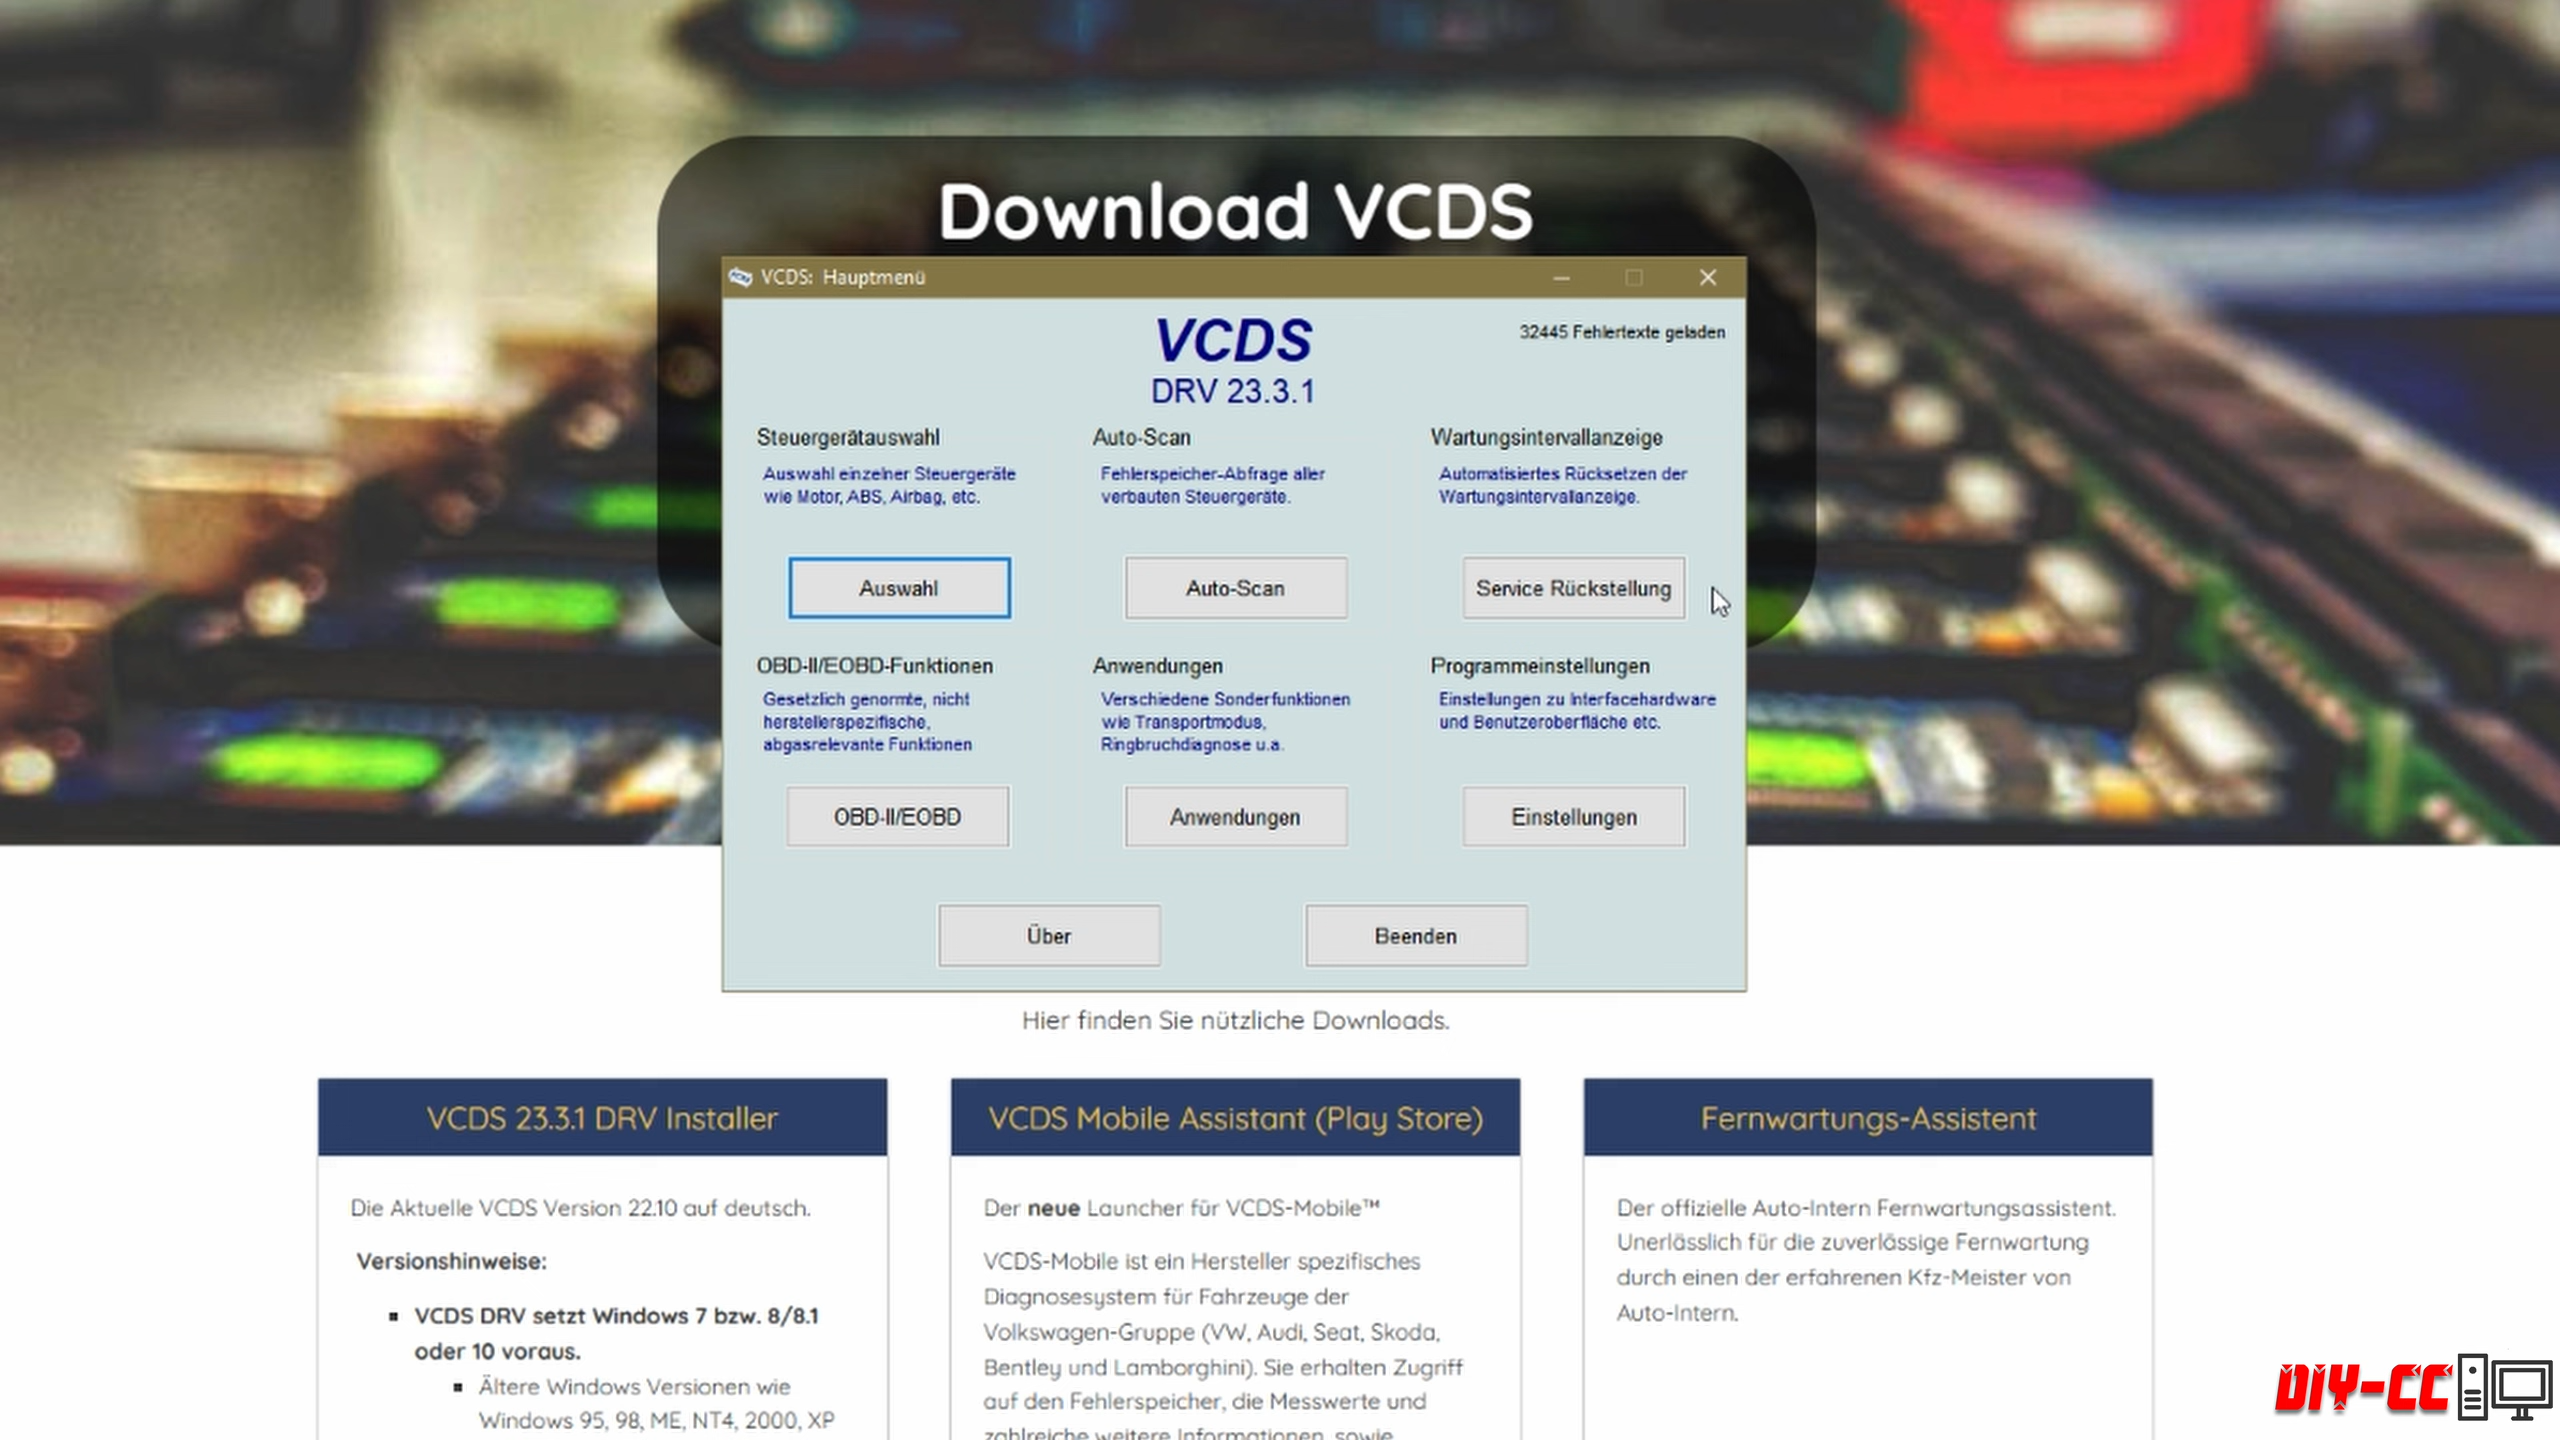 Download VCDS
VCDS: Hauptmenü
VCDS
DRV 23.3.1
32445 Fehlertexte geladen
Steuergerätauswahl
Auswahl einzelner Steuergeräte
wie Motor, ABS, Airbag, etc.
Auswahl
Auto-Scan
Fehlerspeicher-Abfrage aller
verbauten Steuergeräte.
Auto-Scan
Wartungsintervallanzeige
Automatisiertes Rücksetzen der
Wartungsintervallanzeige.
Service Rückstellung
OBD-II/EOBD-Funktionen
Gesetzlich genormte, nicht
herstellerspezifische,
abgasrelevante Funktionen
OBD-II/EOBD
Anwendungen
Verschiedene Sonderfunktionen
wie Transportmodus,
Ringbruchdiagnose u.a.
Anwendungen
Programmeinstellungen
Einstellungen zu Interfacehardware
und Benutzeroberfläche etc.
Einstellungen
Über
Beenden
Hier finden Sie nützliche Downloads.
VCDS 23.3.1 DRV Installer
Die Aktuelle VCDS Version 22.10 auf deutsch.
Versionshinweise:
VCDS DRV setzt Windows 7 bzw. 8/8.1
oder 10 voraus.
Ältere Windows Versionen wie
Windows 95, 98, ME, NT4, 2000, XP
VCDS Mobile Assistant (Play Store)
Der neue Launcher für VCDS-Mobile™
VCDS-Mobile ist ein Hersteller spezifisches
Diagnosesystem für Fahrzeuge der
Volkswagen-Gruppe (VW, Audi, Seat, Skoda,
Bentley und Lamborghini). Sie erhalten Zugriff
auf den Fehlerspeicher, die Messwerte und
zahlreiche weitere Informationen, sowie
Fernwartungs-Assistent
Der offizielle Auto-Intern Fernwartungsassistent.
Unerlässlich für die zuverlässige Fernwartung
durch einen der erfahrenen Kfz-Meister von
Auto-Intern.
DIY-CC